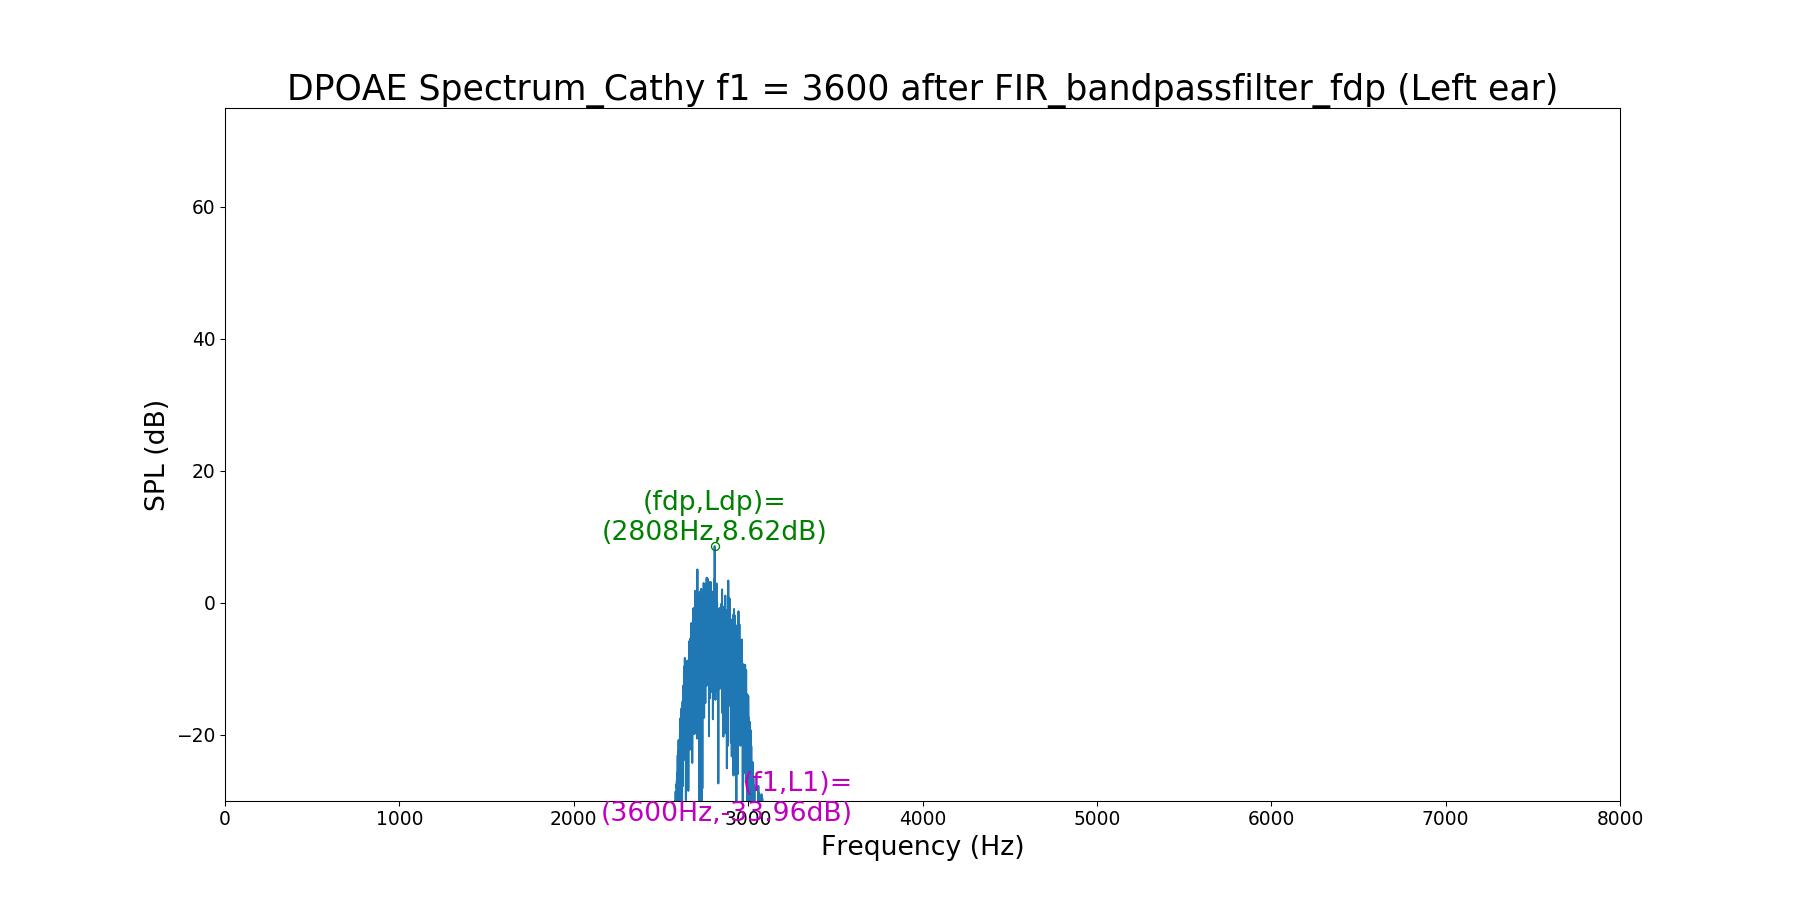 DPOAE Spectrum_Cathy f1 = 3600 after FIR_bandpassfilter_fdp (Left ear)
60
40
20
0
−20
SPL (dB)
(fdp,Ldp)=
(2808Hz,8.62dB)
(f1,L1)=
(3600Hz,-33.96dB)
0 1000 2000 3000 4000 5000 6000 7000 8000
Frequency (Hz)